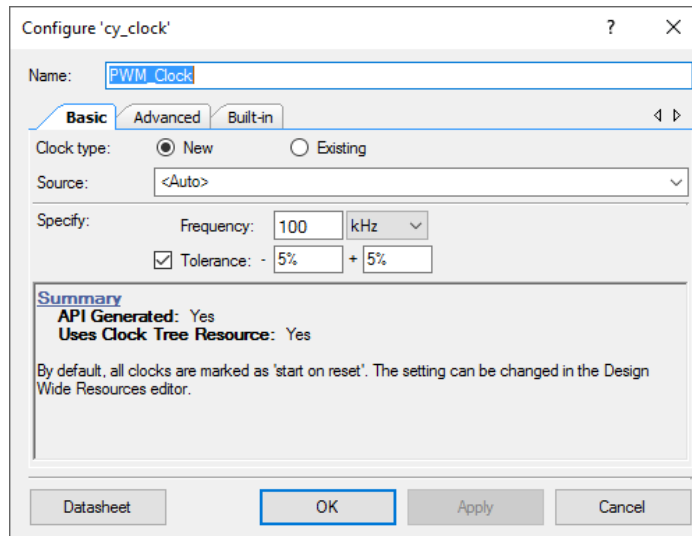 Configure 'cy_clock' ? X
Name: PWM_Clock
Basic Advanced Built-in
Clock type: New Existing
Source: <Auto>
Specify: Frequency: 100 kHz
Tolerance: - 5% + 5%
Summary
API Generated: Yes
Uses Clock Tree Resource: Yes
By default, all clocks are marked as 'start on reset'. The setting can be changed in the Design
Wide Resources editor.
Datasheet OK Apply Cancel